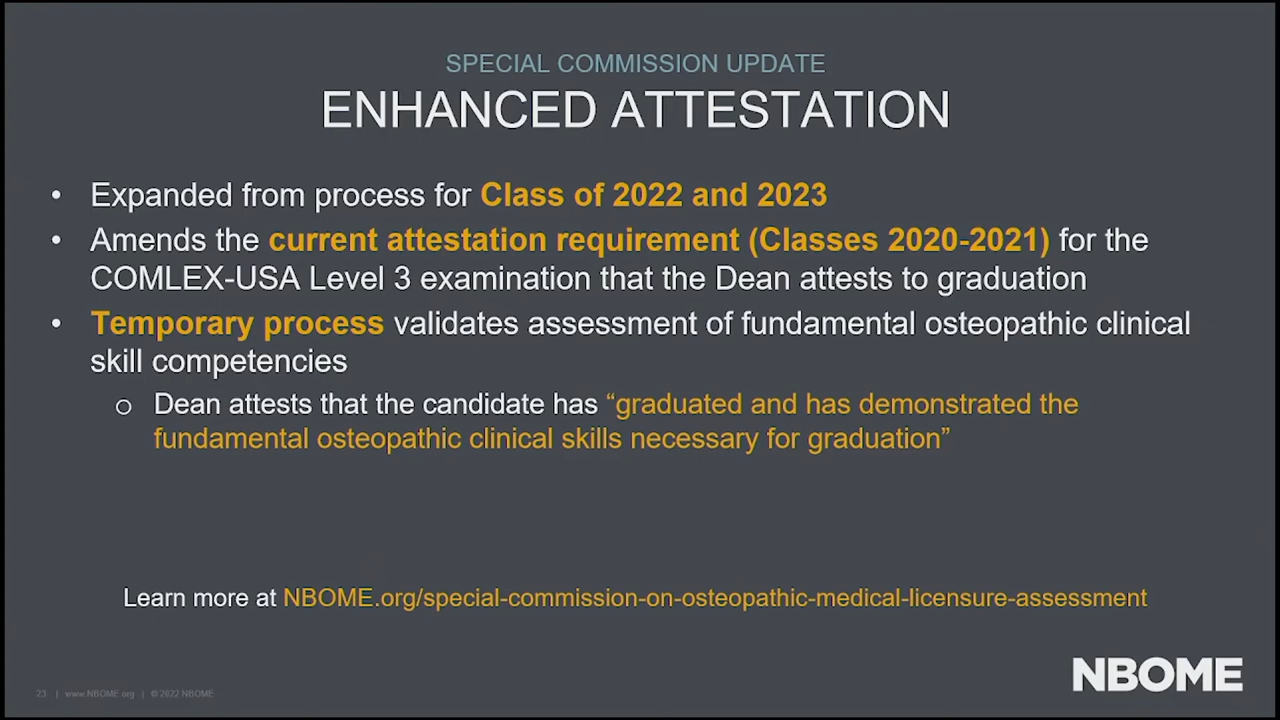 SPECIAL COMMISSION UPDATE
ENHANCED ATTESTATION
• Expanded from process for Class of 2022 and 2023
• Amends the current attestation requirement (Classes 2020-2021) for the
COMLEX-USA Level 3 examination that the Dean attests to graduation
• Temporary process validates assessment of fundamental osteopathic clinical
skill competencies
o Dean attests that the candidate has “graduated and has demonstrated the
fundamental osteopathic clinical skills necessary for graduation”
Learn more at NBOME.org/special-commission-on-osteopathic-medical-licensure-assessment
NBOME
23 | www.NBOME.org | © 2022 NBOME